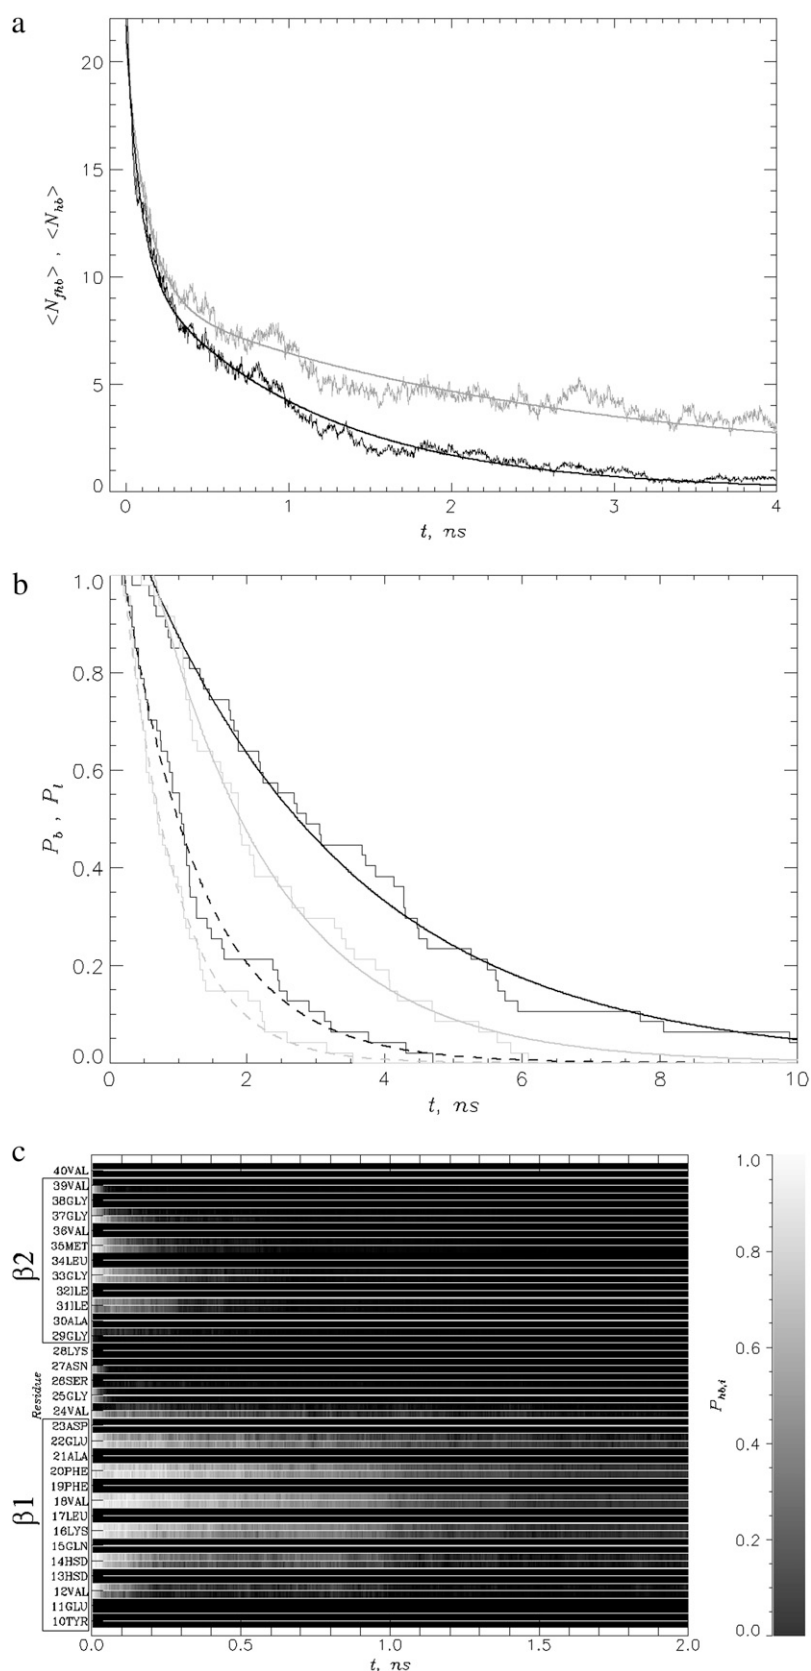 a
20
15
10
5
0
<N_fhb> , <N_hb>
0 1 2 3 4
t, ns
b
1.0
0.8
0.6
0.4
0.2
0.0
P_b , P_l
0 2 4 6 8 10
t, ns
c
40VAL
39VAL
38GLY
37GLY
36VAL
35MET
34LEU
33GLY
32ILE
31ILE
30ALA
29GLY
28LYS
27ASN
26SER
25GLY
24VAL
23ASP
22GLU
21ALA
20PHE
19PHE
18VAL
17LEU
16LYS
15GLN
14HSD
13HSD
12VAL
11GLU
10TYR
β2
Residue
β1
0.0 0.5 1.0 1.5 2.0
t, ns
1.0
0.8
0.6
0.4
0.2
0.0
P_hb,i